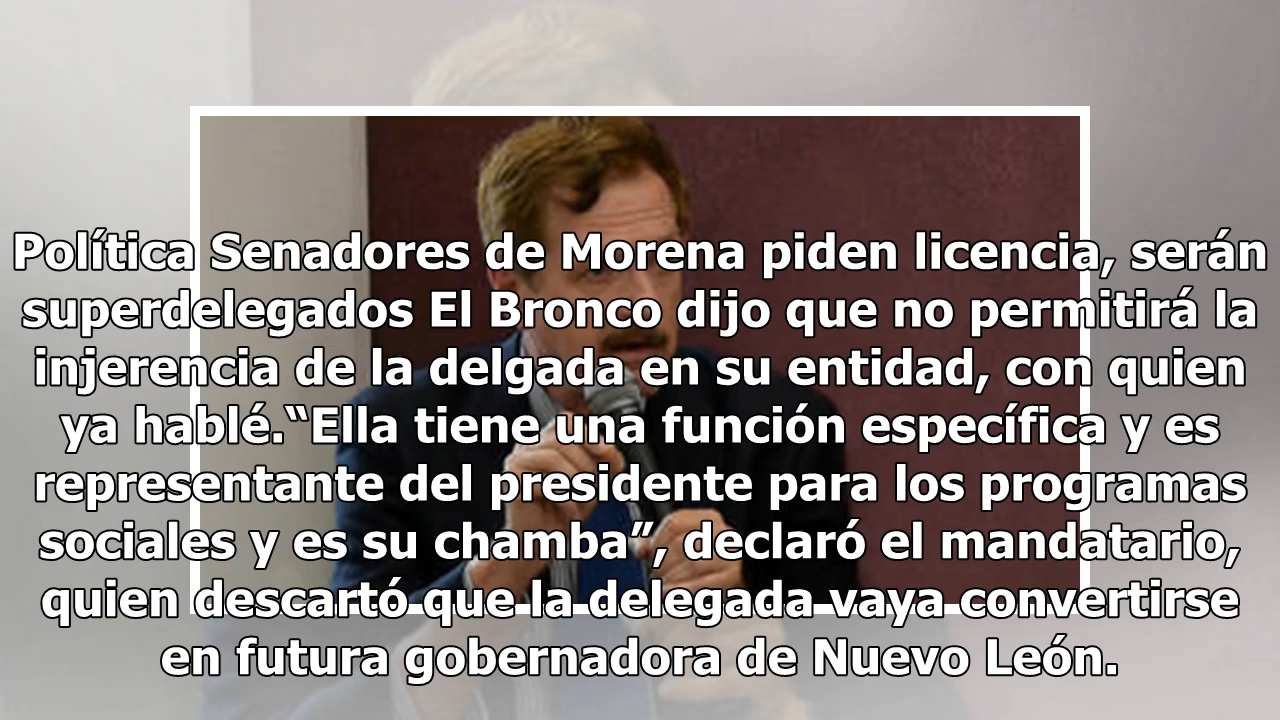 Política Senadores de Morena piden licencia, serán
superdelegados El Bronco dijo que no permitirá la
injerencia de la delgada en su entidad, con quien
ya hablé.“Ella tiene una función específica y es
representante del presidente para los programas
sociales y es su chamba”, declaró el mandatario,
quien descartó que la delegada vaya convertirse
en futura gobernadora de Nuevo León.